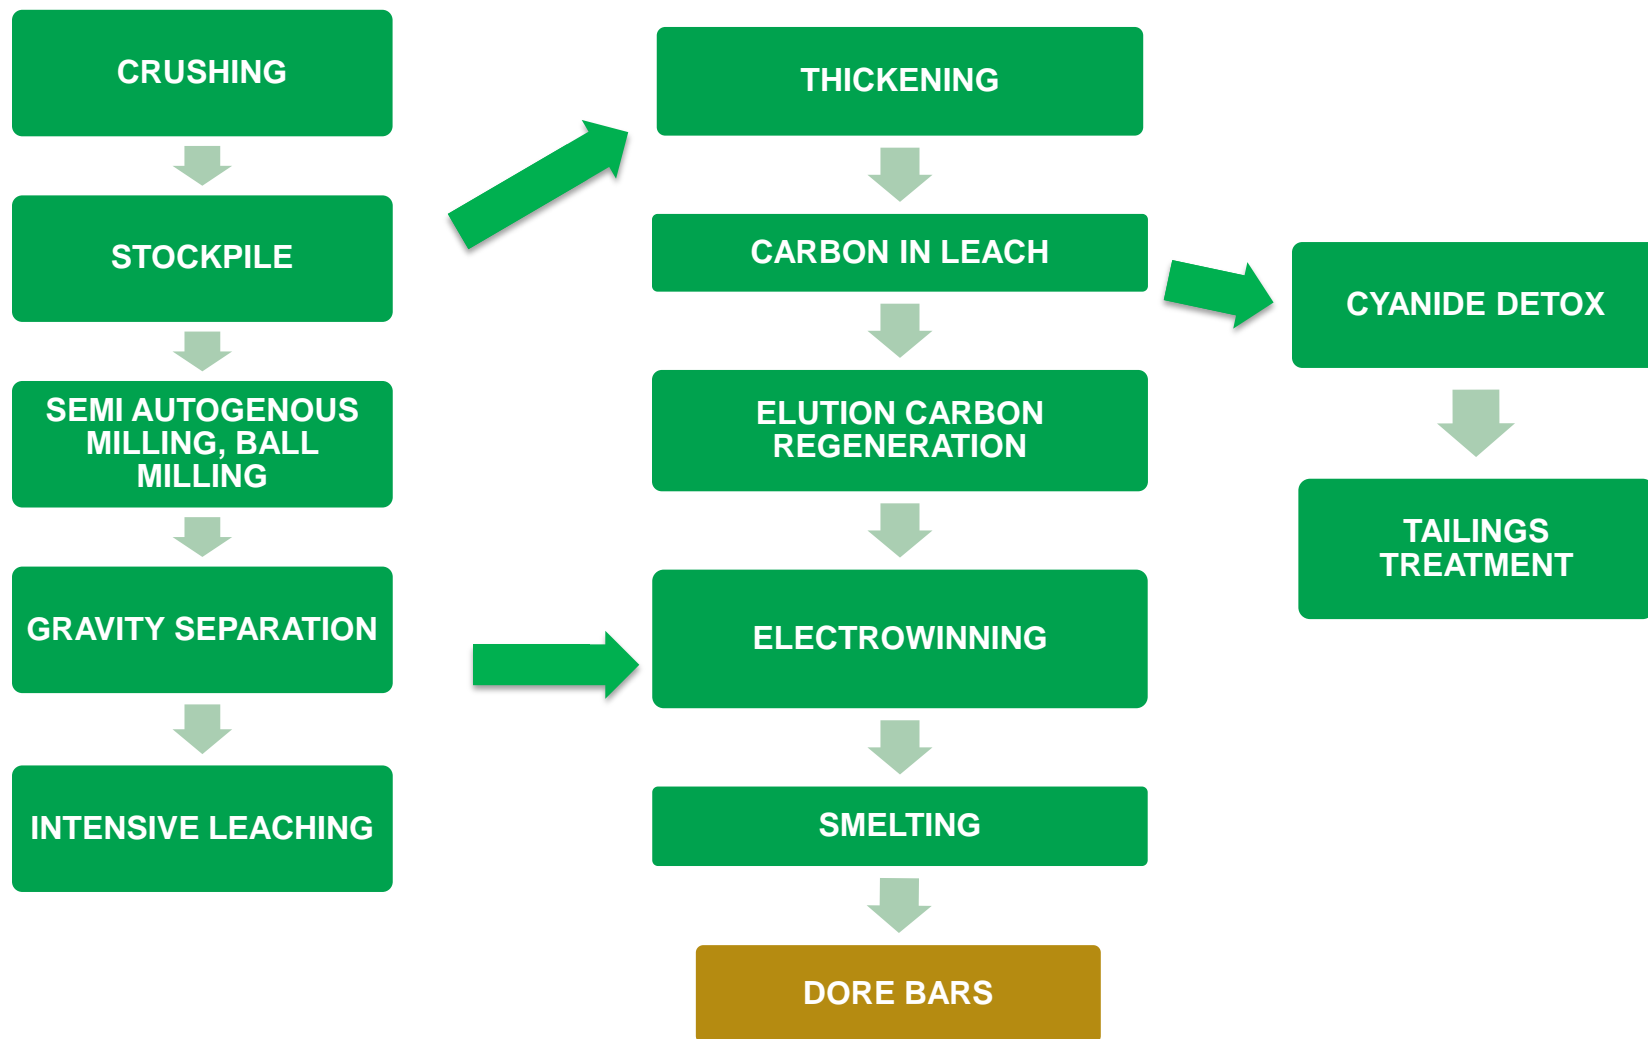 CRUSHING
STOCKPILE
SEMI AUTOGENOUS
MILLING, BALL
MILLING
GRAVITY SEPARATION
INTENSIVE LEACHING
THICKENING
CARBON IN LEACH
ELUTION CARBON
REGENERATION
ELECTROWINNING
SMELTING
DORE BARS
CYANIDE DETOX
TAILINGS
TREATMENT